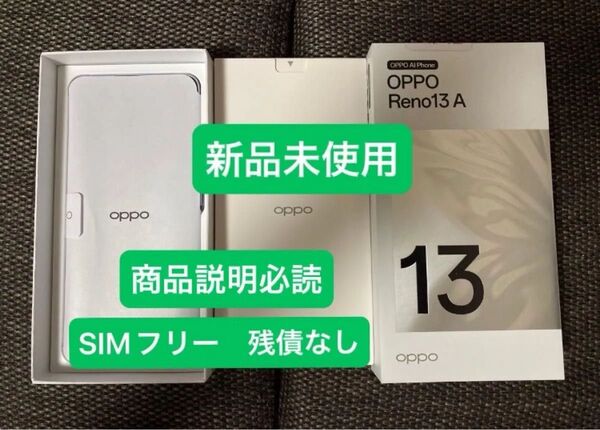 OPPO AI Phone
OPPO
Reno13 A
新品未使用
oppo
oppo
13
商品説明必読
SIMフリー　残債なし
oppo